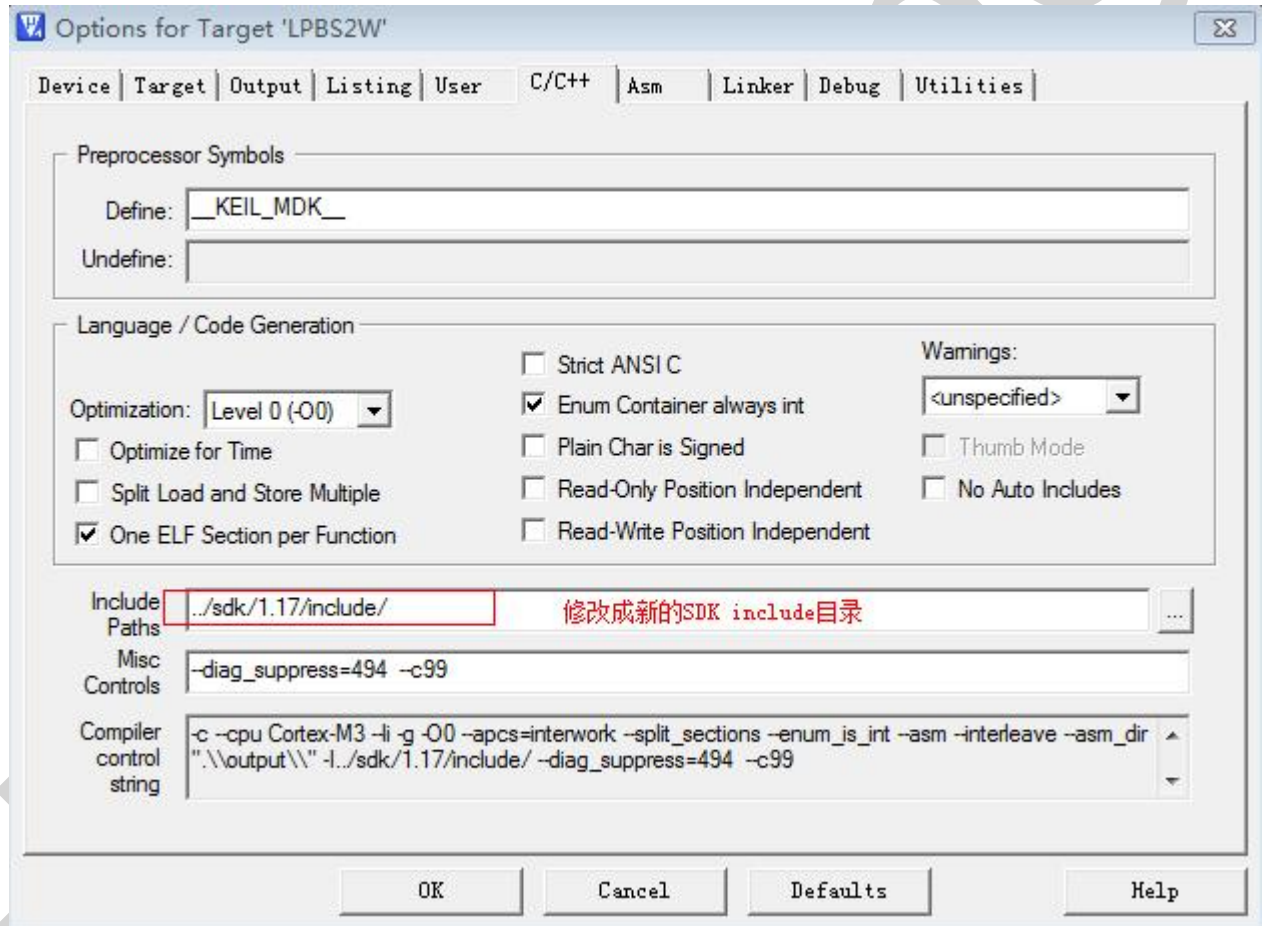 Options for Target 'LPBS2W'
Device Target Output Listing User C/C++ Asm Linker Debug Utilities
Preprocessor Symbols
Define: __KEIL_MDK__
Undefine:
Language / Code Generation
Optimization: Level 0 (-O0)
Optimize for Time
Split Load and Store Multiple
One ELF Section per Function
Strict ANSI C
Enum Container always int
Plain Char is Signed
Read-Only Position Independent
Read-Write Position Independent
Warnings:
<unspecified>
Thumb Mode
No Auto Includes
Include Paths
../sdk/1.17/include/ 修改成新的SDK include目录
...
Misc Controls
--diag_suppress=494 --c99
Compiler control string
-c --cpu Cortex-M3 --li -g -O0 --apcs=interwork --split_sections --enum_is_int --asm --interleave --asm_dir
".\\output\\" -I../sdk/1.17/include/ --diag_suppress=494 --c99
OK Cancel Defaults Help